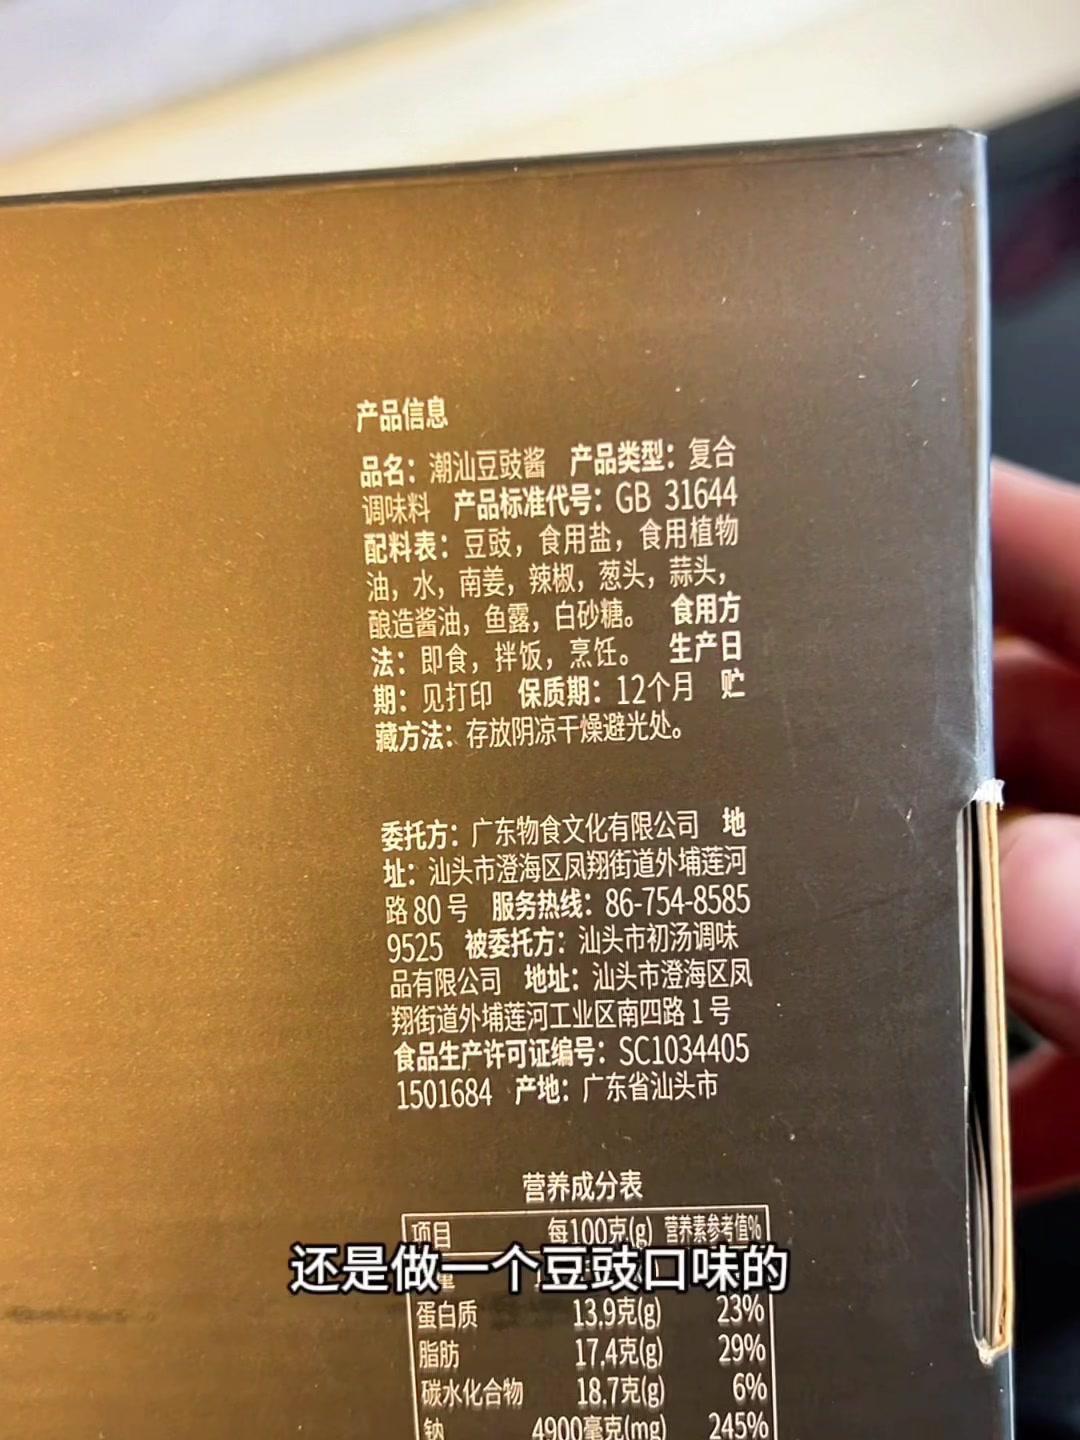 产品信息
品名：潮汕豆豉酱 产品类型：复合
调味料 产品标准代号：GB 31644
配料表：豆豉，食用盐，食用植物
油，水，南姜，辣椒，葱头，蒜头，
酿造酱油，鱼露，白砂糖。 食用方
法：即食，拌饭，烹饪。 生产日
期：见打印 保质期：12个月 贮
藏方法：存放阴凉干燥避光处。
委托方：广东物食文化有限公司 地
址：汕头市澄海区凤翔街道外埔莲河
路80号 服务热线：86-754-8585
9525 被委托方：汕头市初汤调味
品有限公司 地址：汕头市澄海区凤
翔街道外埔莲河工业区南四路1号
食品生产许可证编号：SC1034405
1501684 产地：广东省汕头市
营养成分表
项目 每100克(g) 营养素参考值%
还是做一个豆豉口味的
蛋白质 13.9克(g) 23%
脂肪 17.4克(g) 29%
碳水化合物 18.7克(g) 6%
钠 4900毫克(mg) 245%